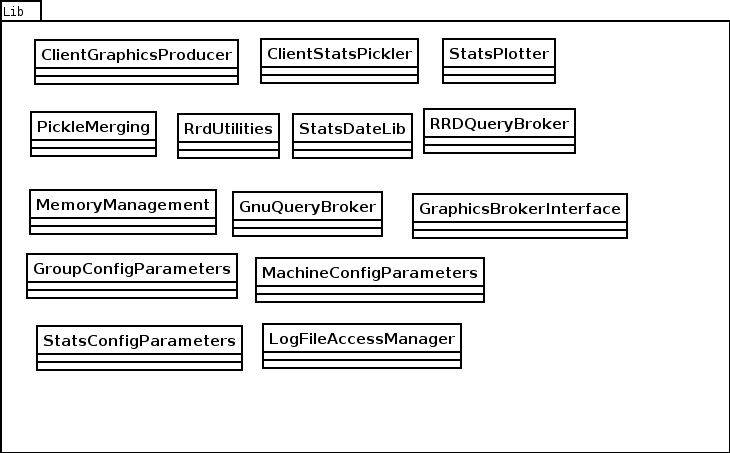 Lib
ClientGraphicsProducer
ClientStatsPickler
StatsPlotter
PickleMerging
RrdUtilities
StatsDateLib
RRDQueryBroker
MemoryManagement
GnuQueryBroker
GraphicsBrokerInterface
GroupConfigParameters
MachineConfigParameters
StatsConfigParameters
LogFileAccessManager